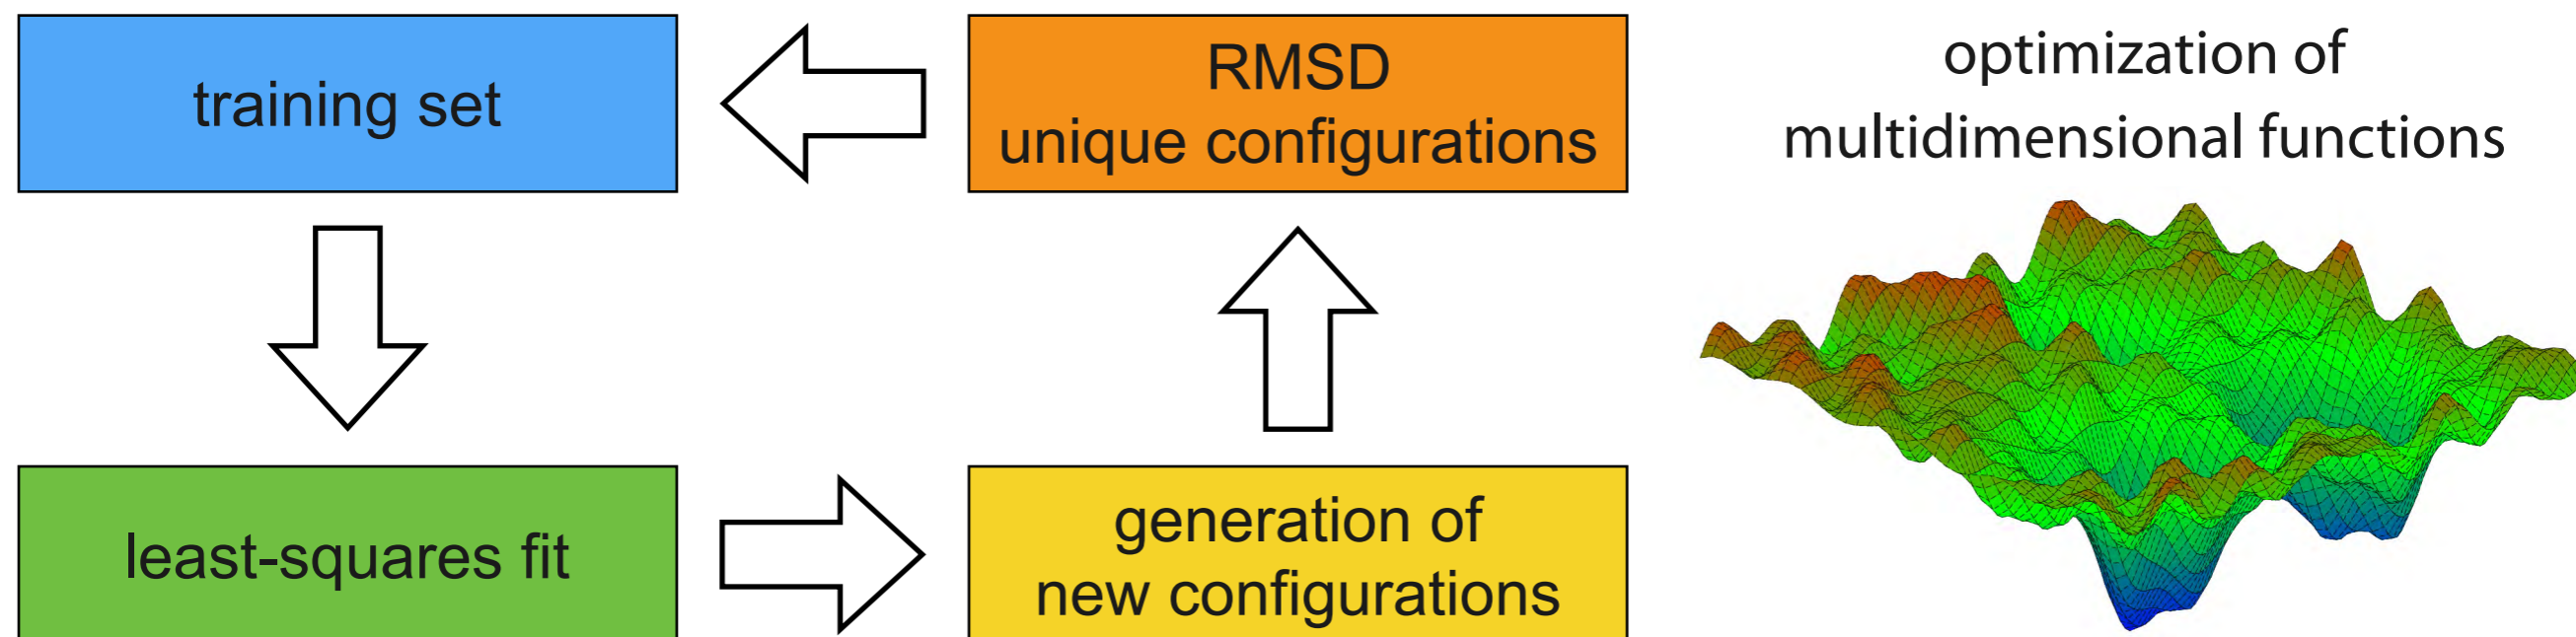 training set
RMSD
unique configurations
optimization of
multidimensional functions
least-squares fit
generation of
new configurations